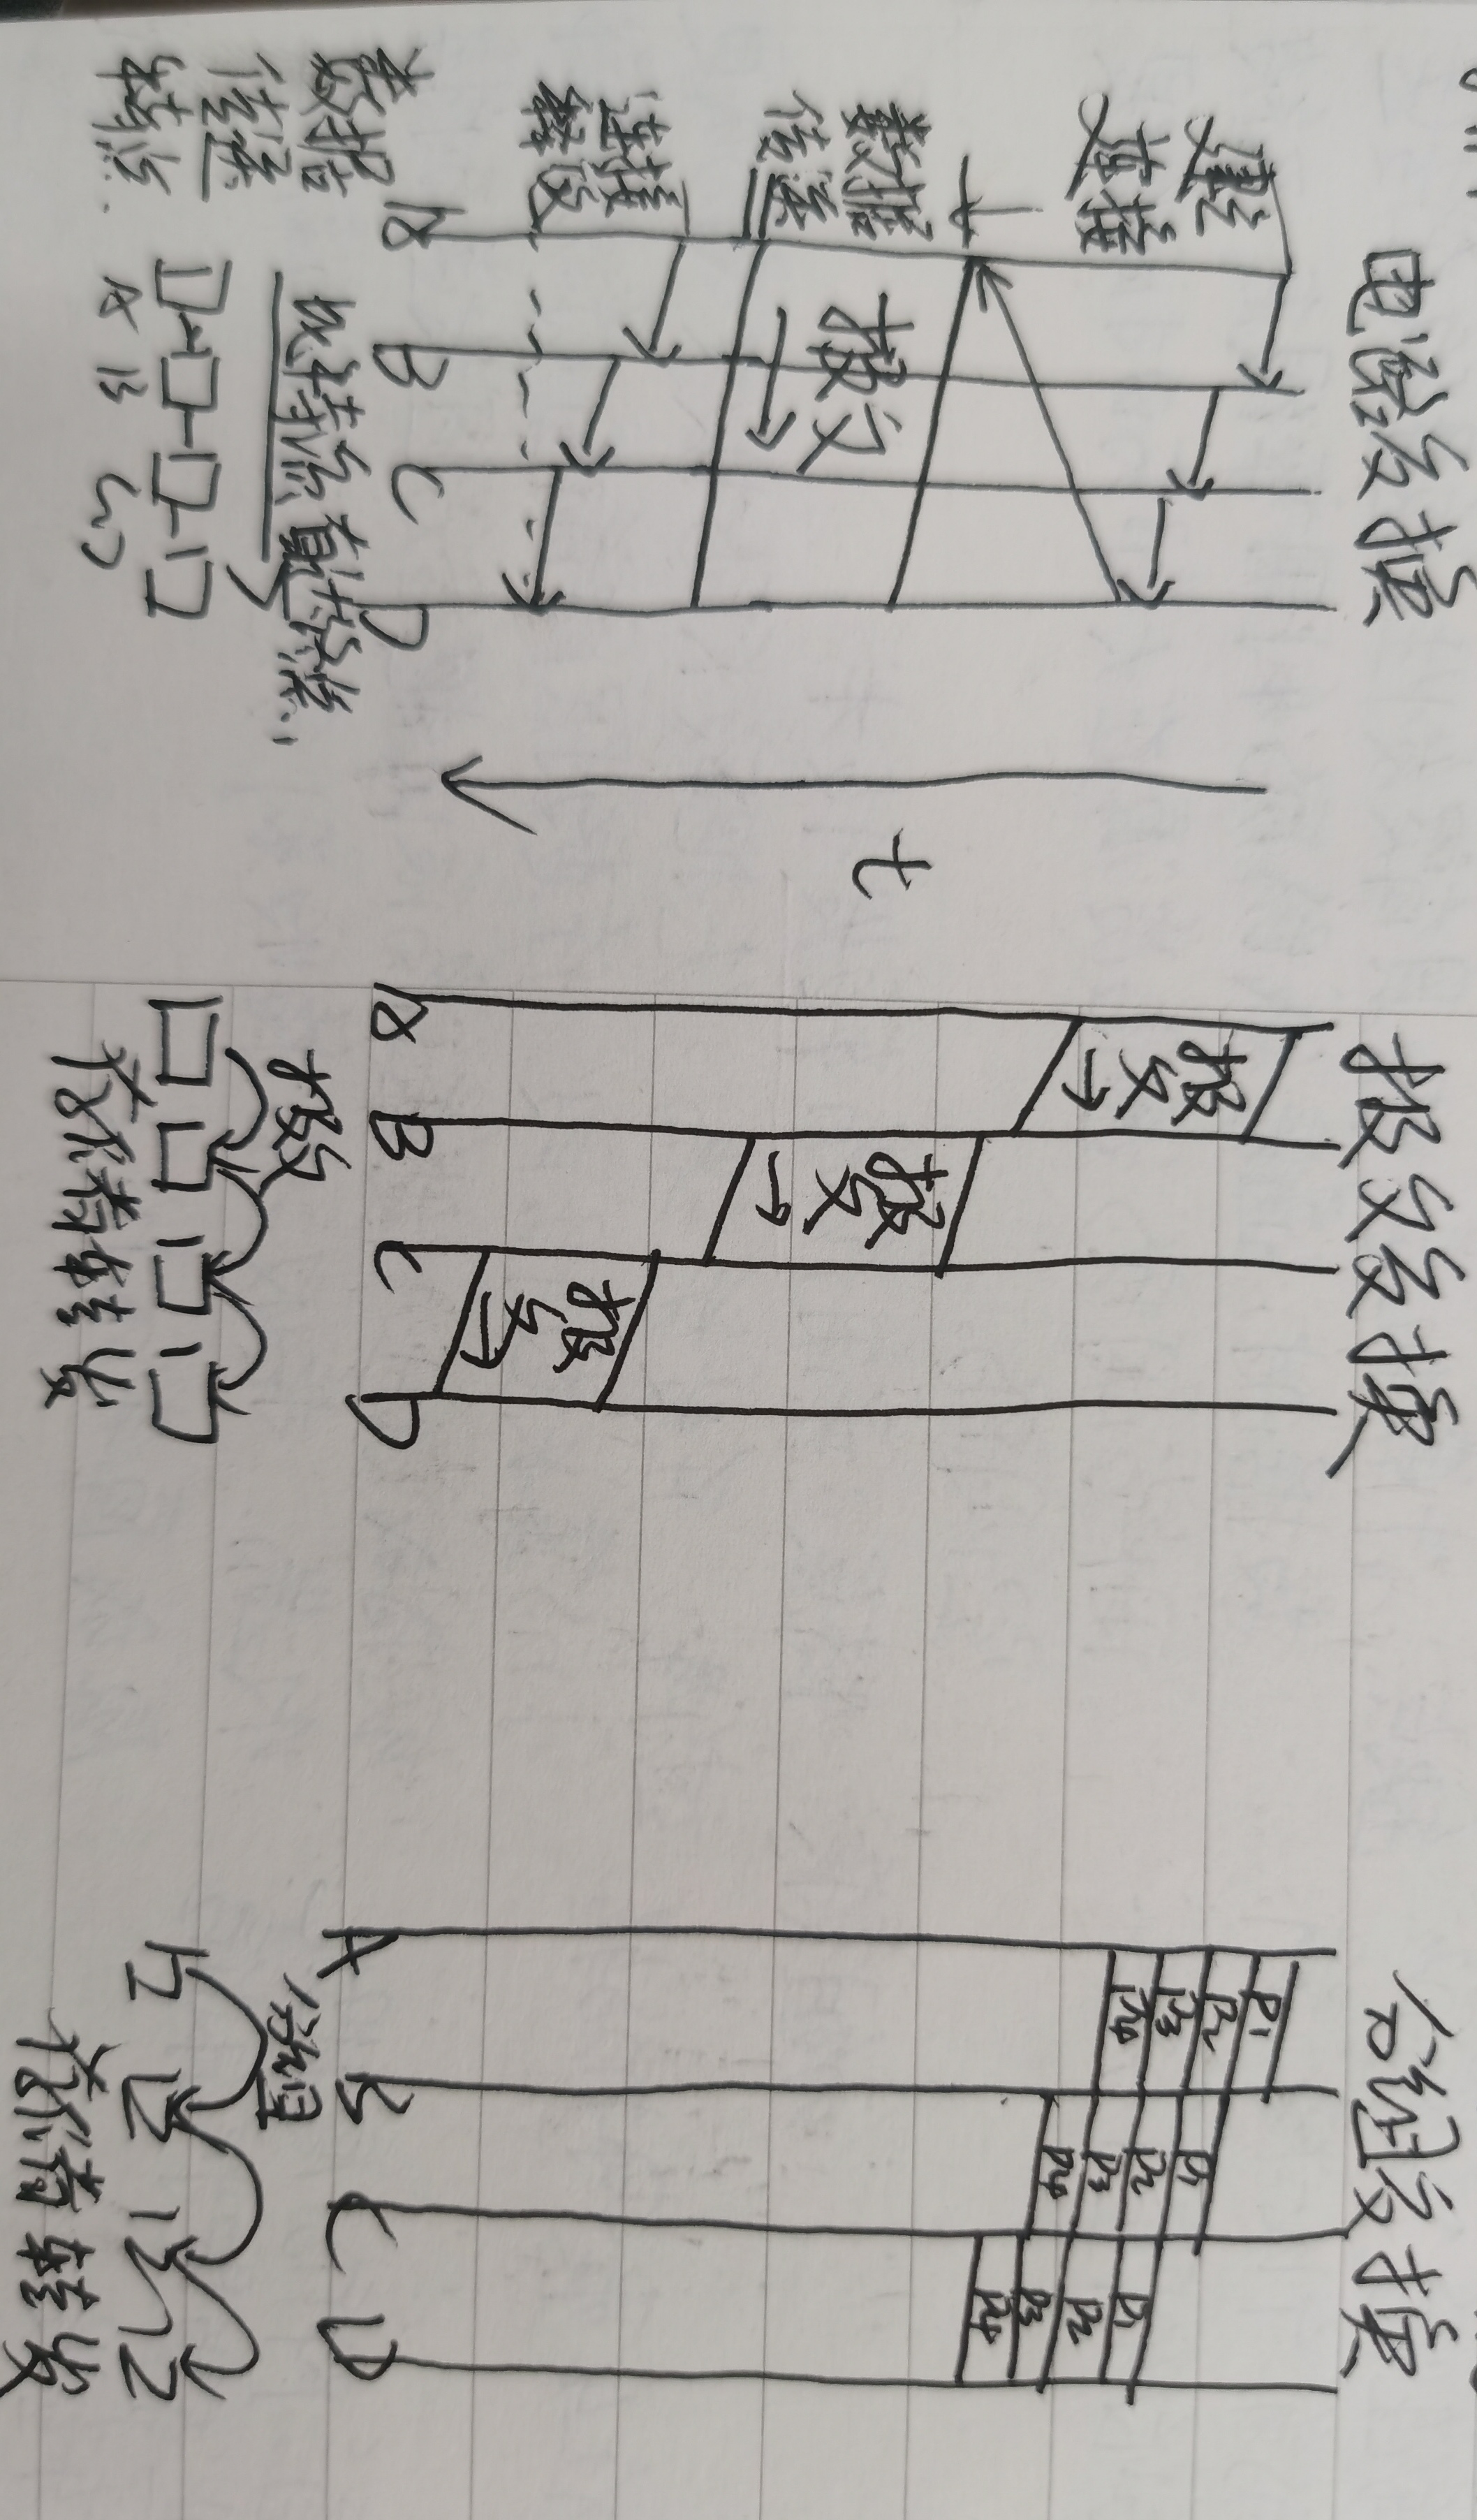 电路交换
建立
连接
数据
传送
报文
连接
释放
A B C D
t
数据
传送
特点
比特流直达终点
A B C D
报文交换
报
文
报
文
报
文
A B C D
报文
存储转发
分组交换
P1
P2
P3
P4
P1
P2
P3
P4
P1
P2
P3
P4
A B C D
分组
存储转发